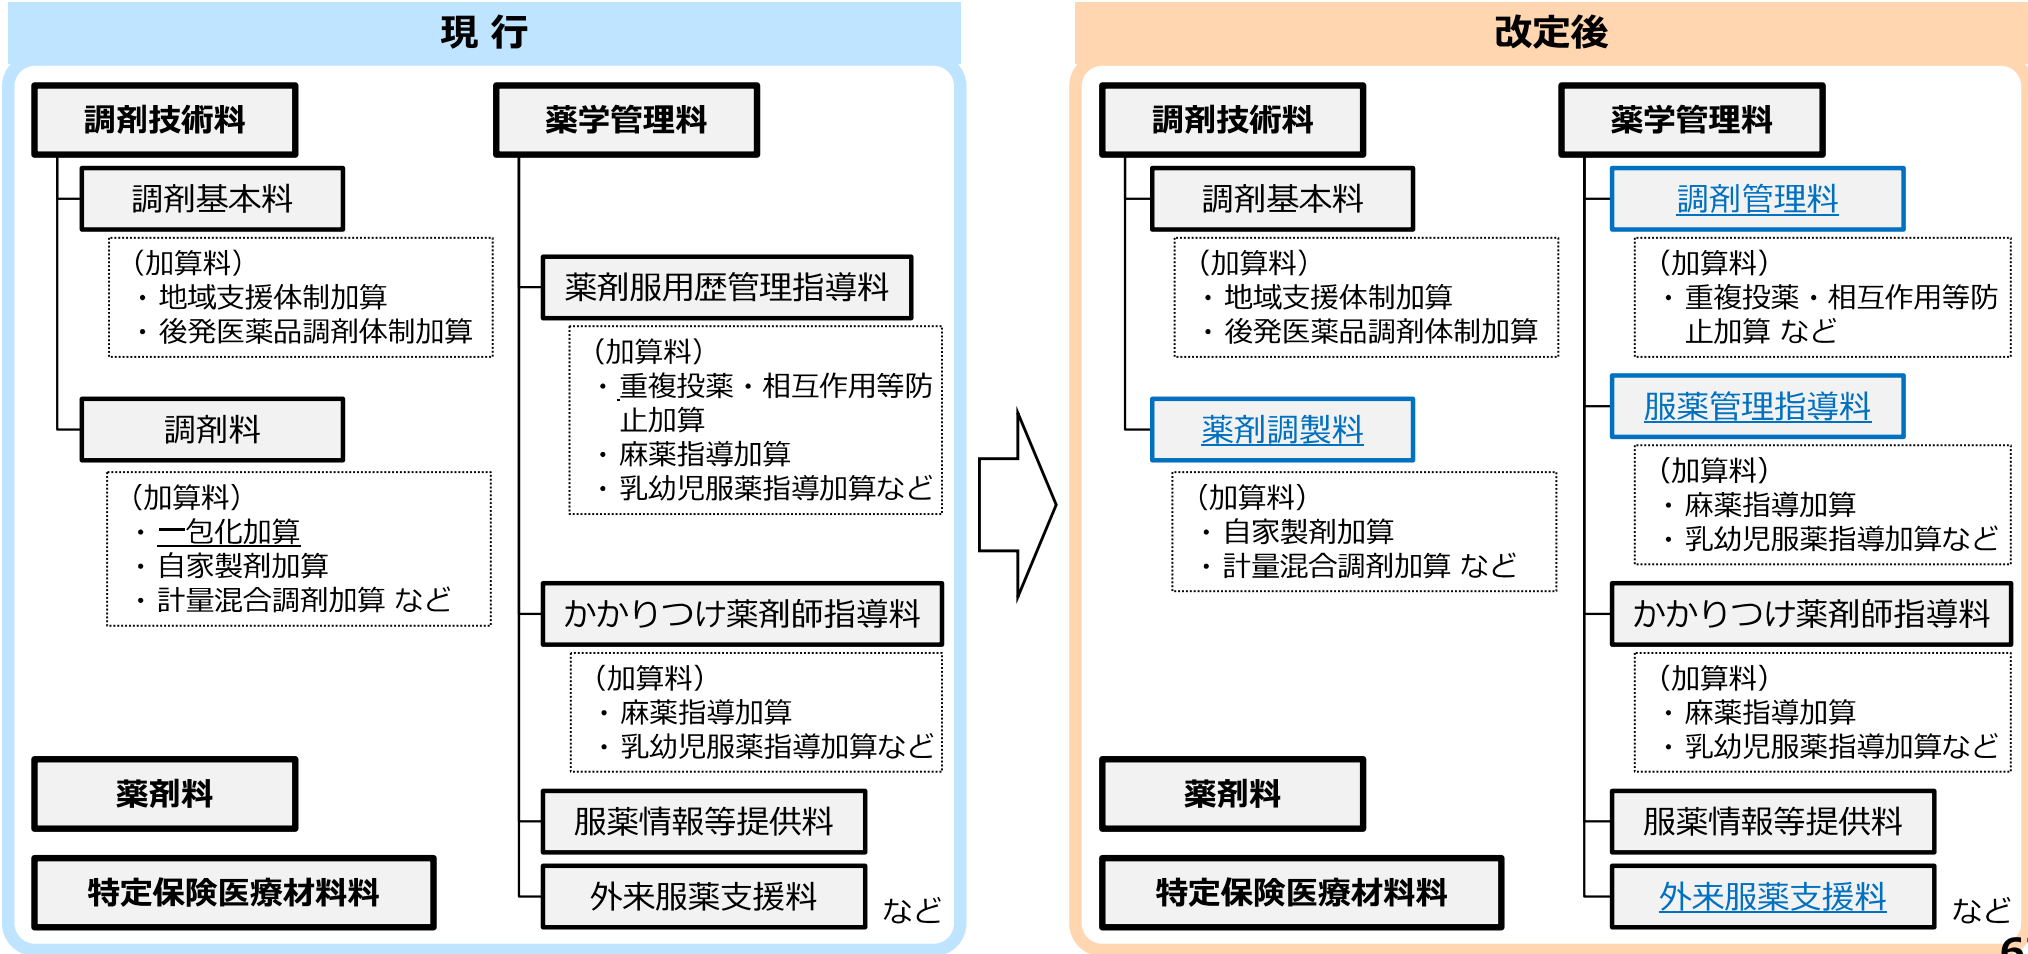 現 行
調剤技術料
調剤基本料
（加算料）
・ 地域支援体制加算
・ 後発医薬品調剤体制加算
調剤料
（加算料）
・ 一包化加算
・ 自家製剤加算
・ 計量混合調剤加算 など
薬剤料
特定保険医療材料料
薬学管理料
薬剤服用歴管理指導料
（加算料）
・ 重複投薬・相互作用等防
止加算
・ 麻薬指導加算
・ 乳幼児服薬指導加算など
かかりつけ薬剤師指導料
（加算料）
・ 麻薬指導加算
・ 乳幼児服薬指導加算など
服薬情報等提供料
外来服薬支援料
など
改定後
調剤技術料
調剤基本料
（加算料）
・ 地域支援体制加算
・ 後発医薬品調剤体制加算
薬剤調製料
（加算料）
・ 自家製剤加算
・ 計量混合調剤加算 など
薬剤料
特定保険医療材料料
薬学管理料
調剤管理料
（加算料）
・ 重複投薬・相互作用等防
止加算 など
服薬管理指導料
（加算料）
・ 麻薬指導加算
・ 乳幼児服薬指導加算など
かかりつけ薬剤師指導料
（加算料）
・ 麻薬指導加算
・ 乳幼児服薬指導加算など
服薬情報等提供料
外来服薬支援料
など